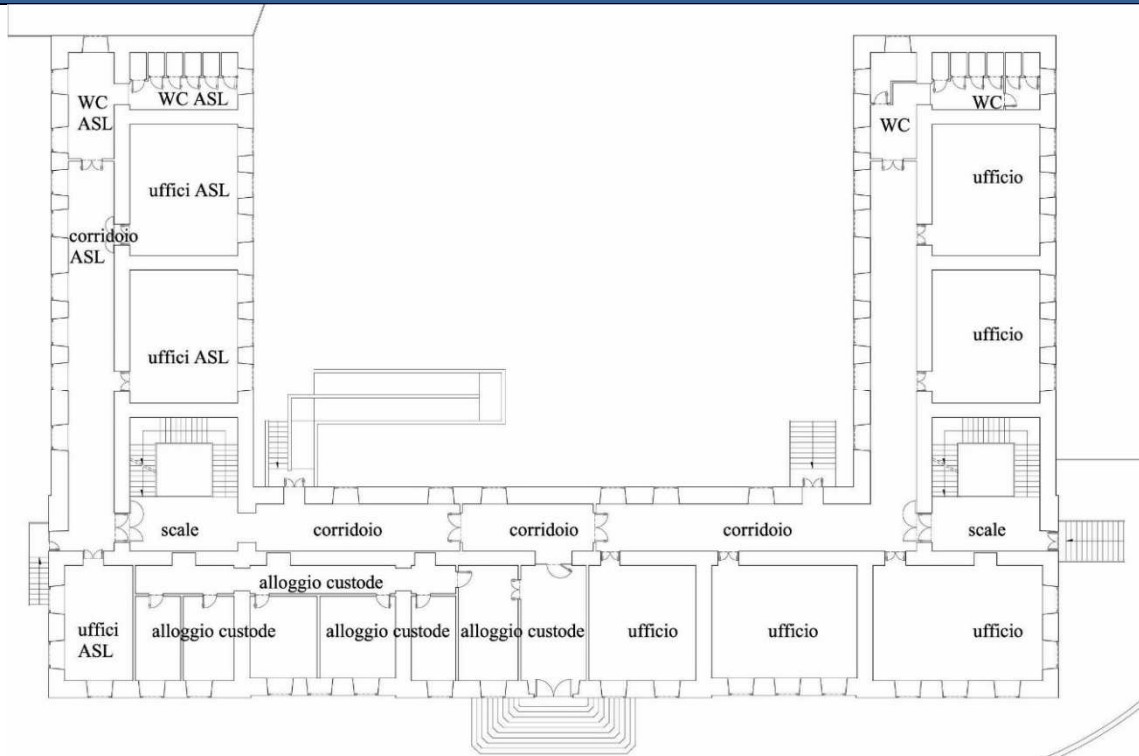 WC ASL
WC
WC
ASL
WC
uffici ASL
ufficio
corridoio
ASL
uffici ASL
ufficio
scale
corridoio
corridoio
corridoio
scale
alloggio custode
uffici
ASL
alloggio custode
alloggio custode
alloggio custode
ufficio
ufficio
ufficio